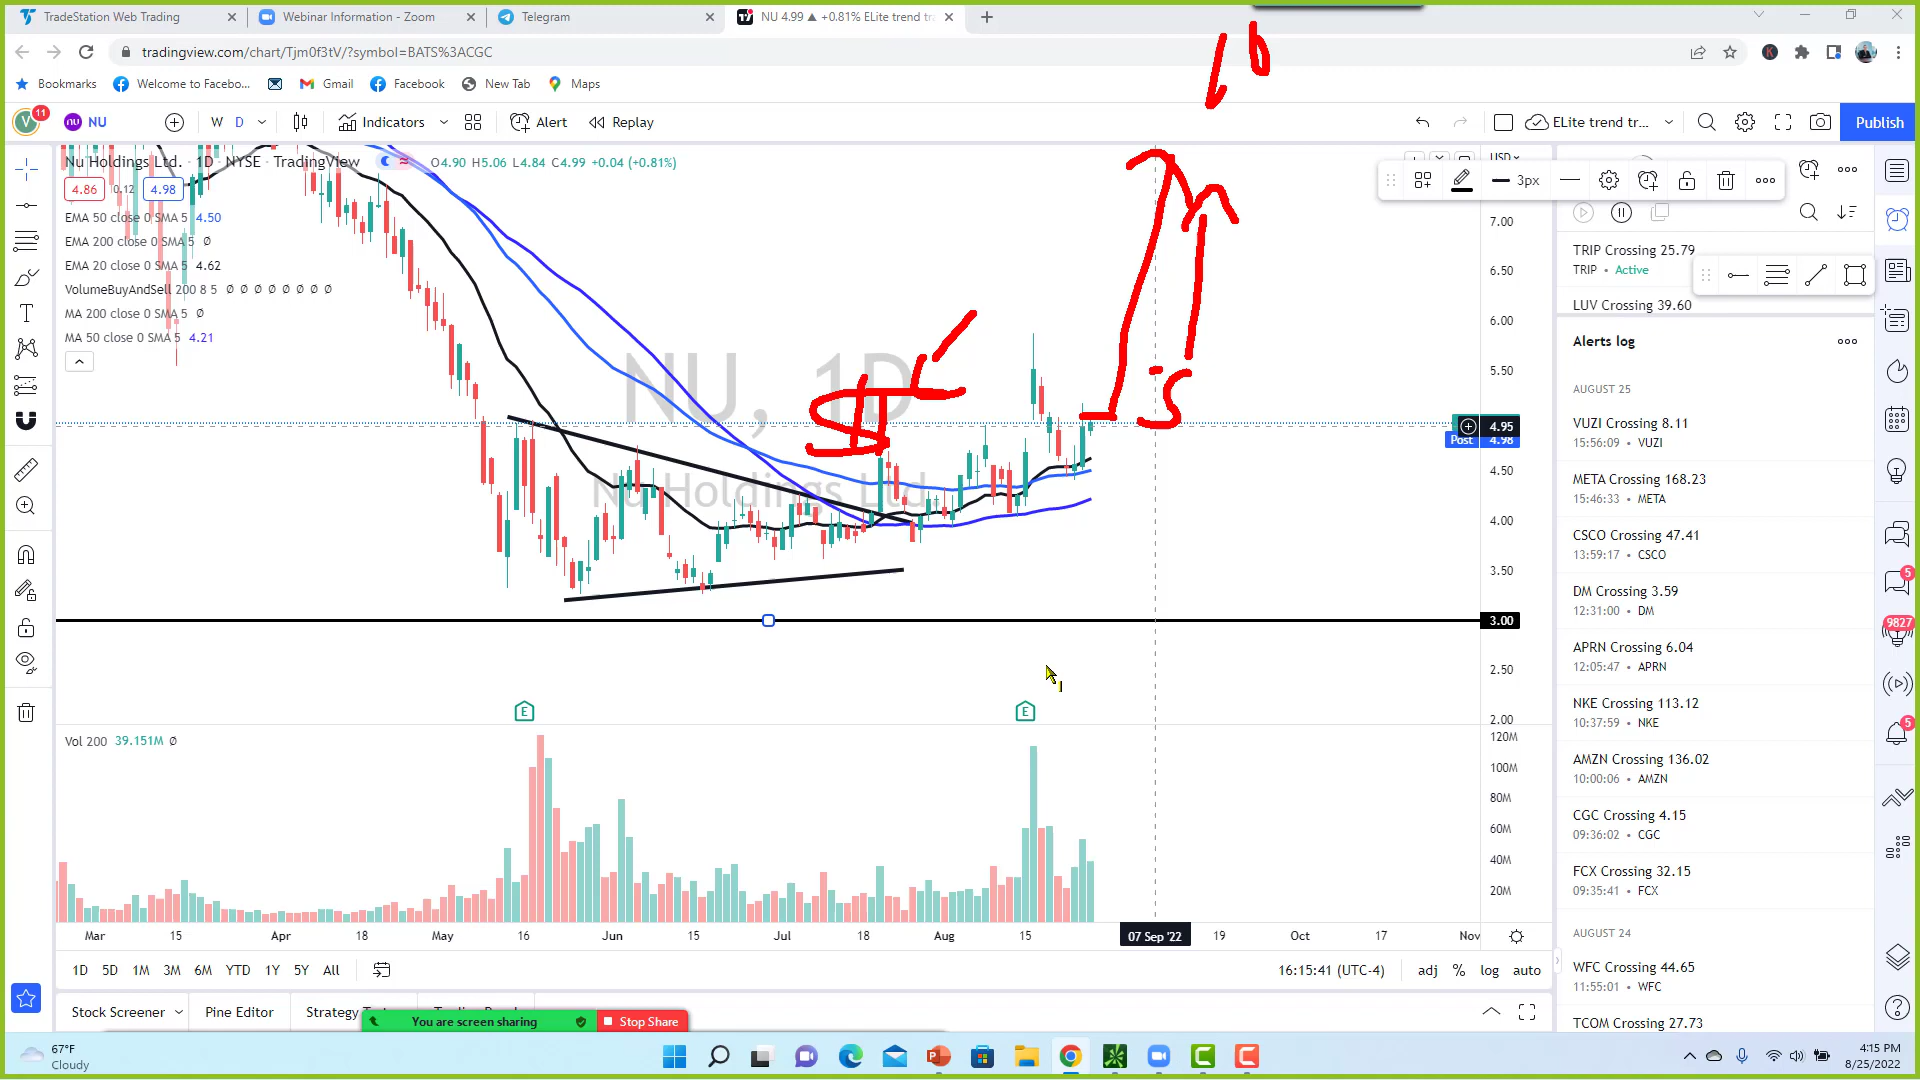 TradeStation Web Trading
Webinar Information - Zoom
Telegram
NU 4.99 ▲ +0.81% ELite trend tr
tradingview.com/chart/Tjm0f3tV/?symbol=BATS%3ACGC
Bookmarks
Welcome to Facebo...
Gmail
Facebook
New Tab
Maps
V
11
nu
NU
W
D
Indicators
Alert
Replay
ELite trend tr...
Publish
Nu Holdings Ltd. · 1D · NYSE · TradingView
O4.90 H5.06 L4.84 C4.99 +0.04 (+0.81%)
USD
4.86
0.12
4.98
EMA 50 close 0 SMA 5 4.50
EMA 200 close 0 SMA 5 Ø
EMA 20 close 0 SMA 5 4.62
VolumeBuyAndSell 200 8 5 Ø Ø Ø Ø Ø Ø Ø Ø
MA 200 close 0 SMA 5 Ø
MA 50 close 0 SMA 5 4.21
3px
7.00
6.50
6.00
5.50
4.95
Post 4.98
4.50
4.00
3.50
3.00
2.50
2.00
NU, 1D
Nu Holdings Ltd.
$
5
10
E
E
Vol 200 39.151M Ø
120M
100M
80M
60M
40M
20M
Mar
15
Apr
18
May
16
Jun
15
Jul
18
Aug
15
07 Sep '22
19
Oct
17
Nov
1D
5D
1M
3M
6M
YTD
1Y
5Y
All
16:15:41 (UTC-4)
adj
%
log
auto
Stock Screener
Pine Editor
Strategy
You are screen sharing
Stop Share
TRIP Crossing 25.79
TRIP • Active
LUV Crossing 39.60
Alerts log
AUGUST 25
VUZI Crossing 8.11
15:56:09 • VUZI
META Crossing 168.23
15:46:33 • META
CSCO Crossing 47.41
13:59:17 • CSCO
DM Crossing 3.59
12:31:00 • DM
APRN Crossing 6.04
12:05:47 • APRN
NKE Crossing 113.12
10:37:59 • NKE
AMZN Crossing 136.02
10:00:06 • AMZN
CGC Crossing 4.15
09:36:02 • CGC
FCX Crossing 32.15
09:35:41 • FCX
AUGUST 24
WFC Crossing 44.65
11:55:01 • WFC
TCOM Crossing 27.73
5
9827
5
67°F
Cloudy
4:15 PM
8/25/2022